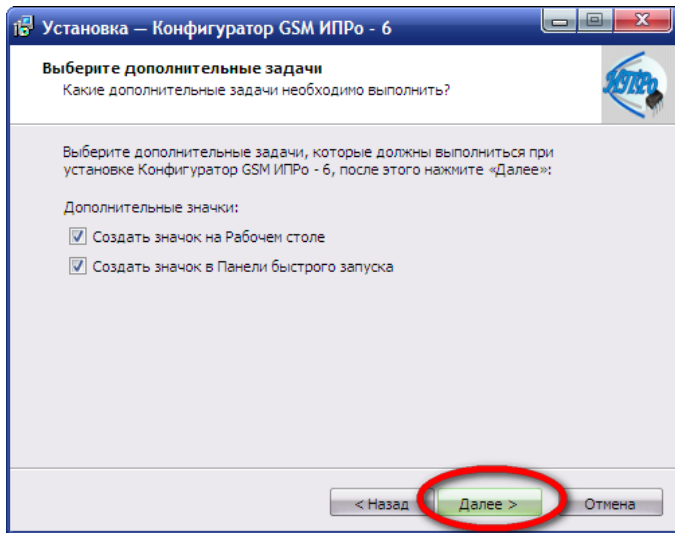 Установка — Конфигуратор GSM ИПРо - 6
Выберите дополнительные задачи
Какие дополнительные задачи необходимо выполнить?
ИПРо
Выберите дополнительные задачи, которые должны выполниться при
установке Конфигуратор GSM ИПРо - 6, после этого нажмите «Далее»:
Дополнительные значки:
Создать значок на Рабочем столе
Создать значок в Панели быстрого запуска
< Назад
Далее >
Отмена